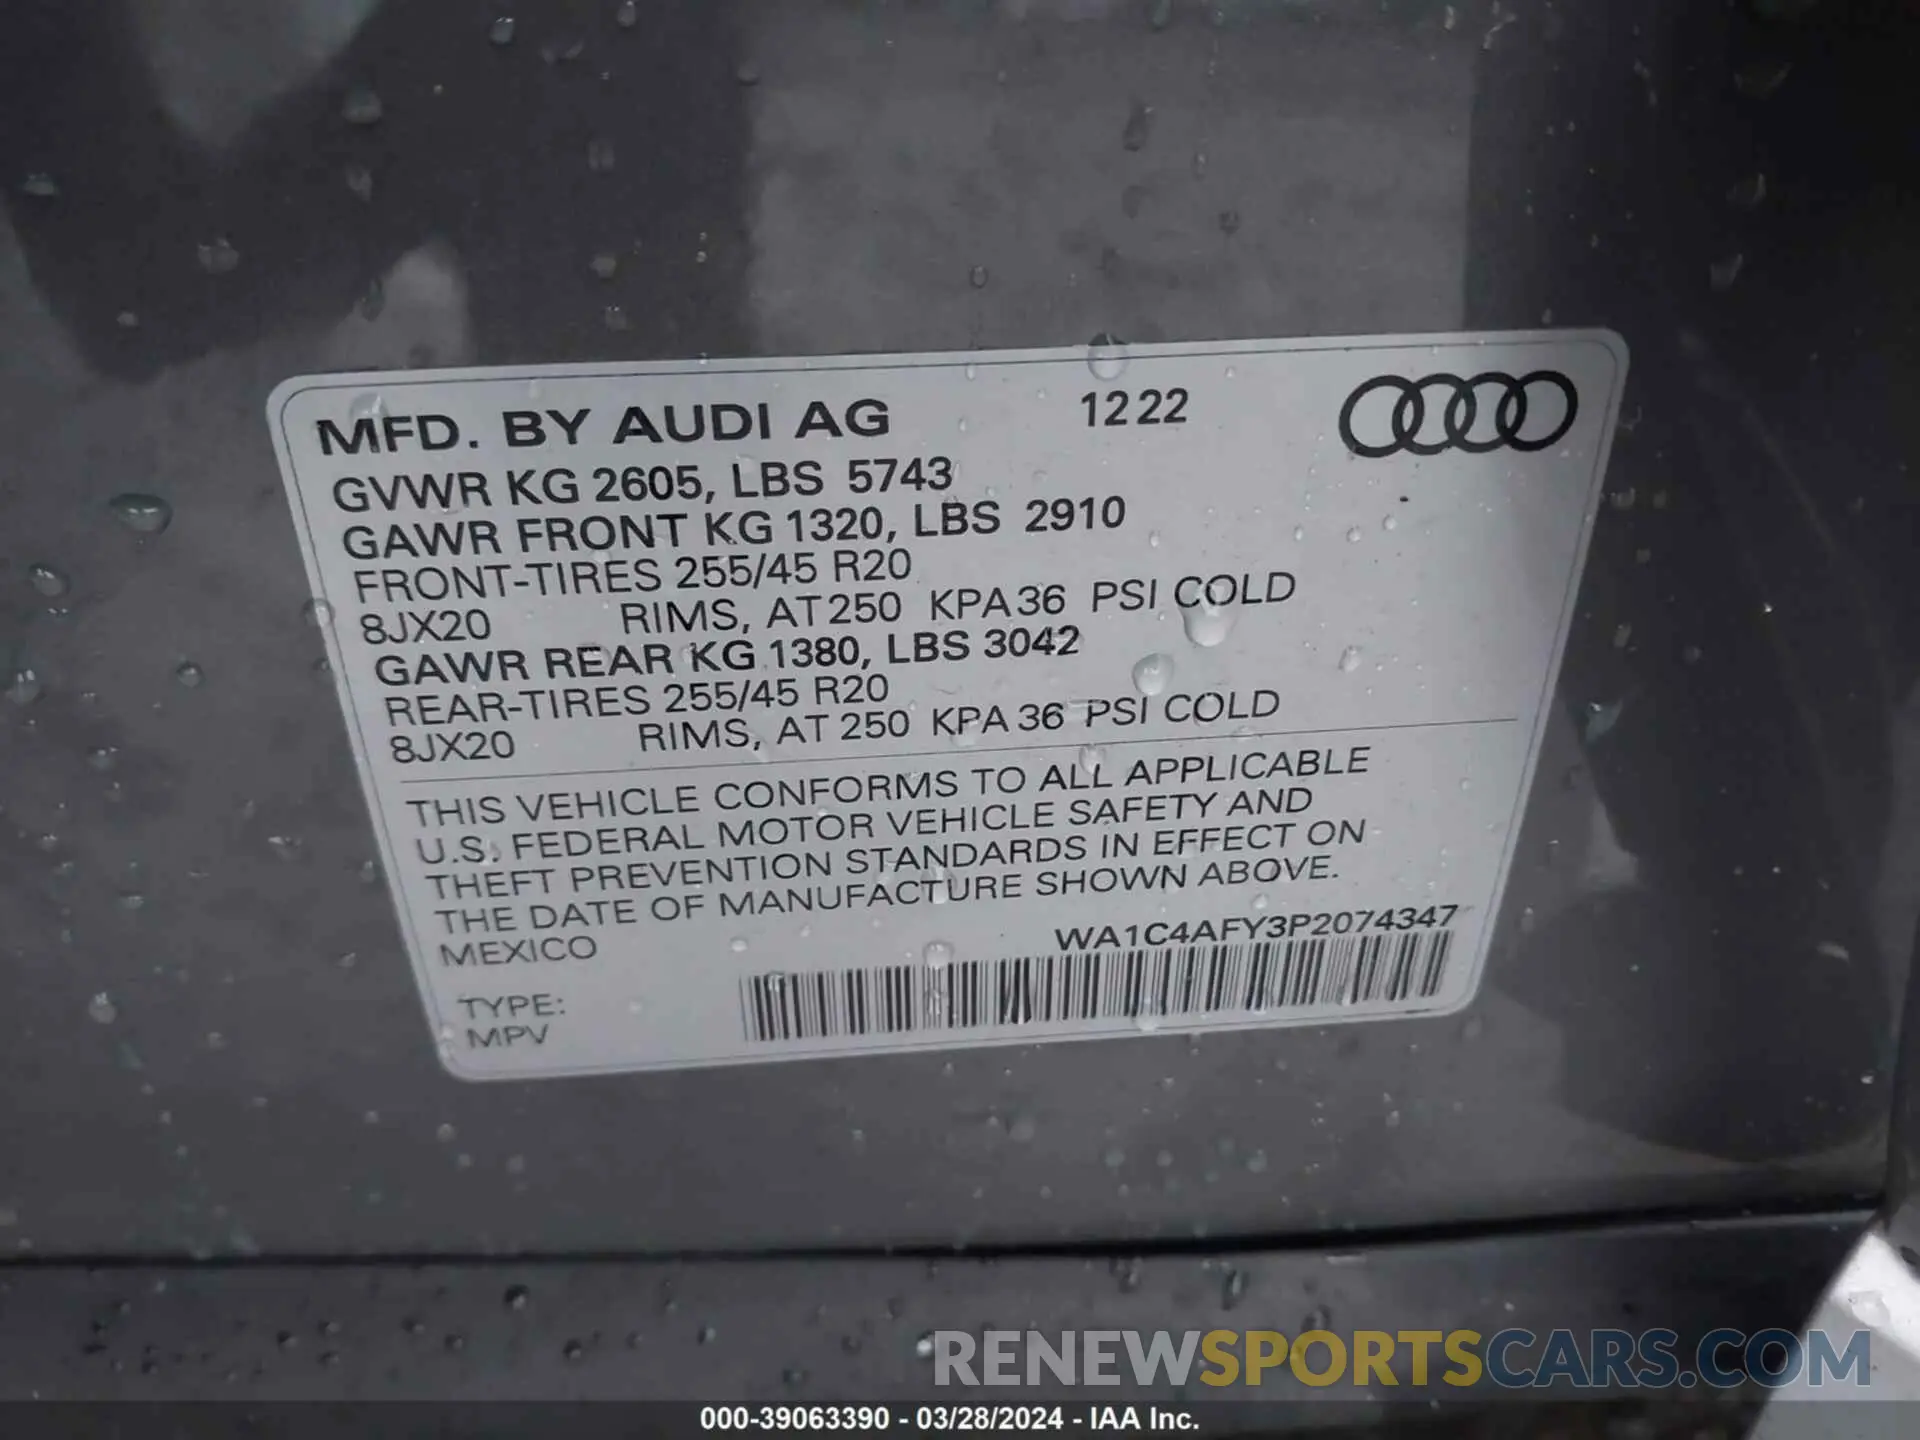 MFD. BY AUDI AG 12 22
GVWR KG 2605, LBS 5743
GAWR FRONT KG 1320, LBS 2910
FRONT-TIRES 255/45 R20
8JX20 RIMS, AT 250 KPA 36 PSI COLD
GAWR REAR KG 1380, LBS 3042
REAR-TIRES 255/45 R20
8JX20 RIMS, AT 250 KPA 36 PSI COLD
THIS VEHICLE CONFORMS TO ALL APPLICABLE
U.S. FEDERAL MOTOR VEHICLE SAFETY AND
THEFT PREVENTION STANDARDS IN EFFECT ON
THE DATE OF MANUFACTURE SHOWN ABOVE.
MEXICO WA1C4AFY3P2074347
TYPE:
MPV
RENEWSPORTSCARS.COM
000-39063390 - 03/28/2024 - IAA Inc.